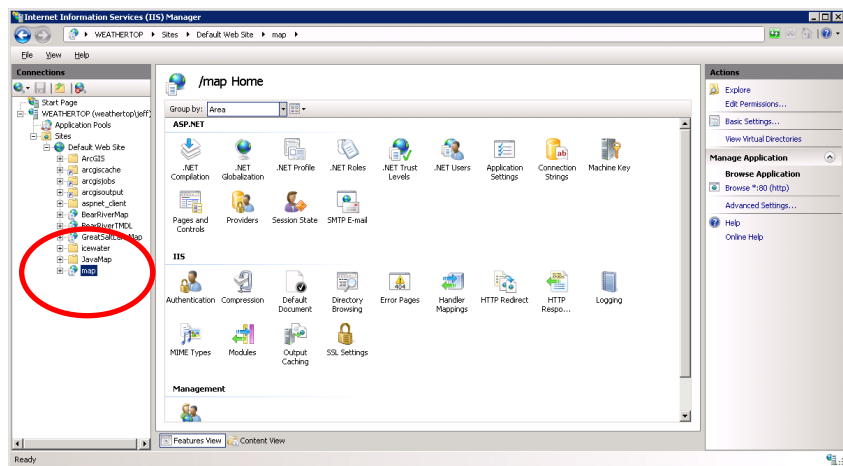 Internet Information Services (IIS) Manager
WEATHERTOP ▸ Sites ▸ Default Web Site ▸ map ▸
File View Help
Connections
Start Page
WEATHERTOP (weathertop\jeff)
Application Pools
Sites
Default Web Site
ArcGIS
arcgiscache
arcgisjobs
arcgisoutput
aspnet_client
BearRiverMap
BearRiverTMDL
GreatSaltLakeMap
icewater
JavaMap
map
/map Home
Group by: Area
ASP.NET
.NET Compilation
.NET Globalization
.NET Profile
.NET Roles
.NET Trust Levels
.NET Users
Application Settings
Connection Strings
Machine Key
Pages and Controls
Providers
Session State
SMTP E-mail
IIS
Authentication
Compression
Default Document
Directory Browsing
Error Pages
404
Handler Mappings
HTTP Redirect
HTTP Respo...
Logging
MIME Types
Modules
Output Caching
SSL Settings
Management
Features View
Content View
Actions
Explore
Edit Permissions...
Basic Settings...
View Virtual Directories
Manage Application
Browse Application
Browse *:80 (http)
Advanced Settings...
Help
Online Help
Ready